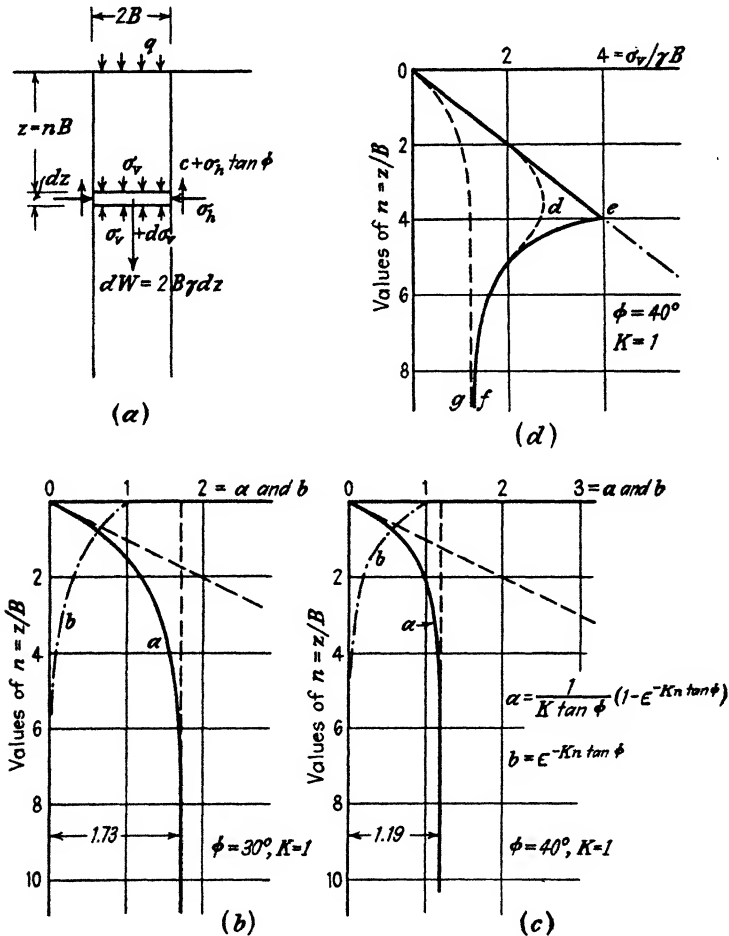 2B
q
z=nB
σv
c+σh tan ϕ
dz
σh
σv+dσv
dW=2Bγdz
(a)
2
4=σv/γB
0
2
4
6
8
Values of n=z/B
d
e
ϕ=40°
K=1
g
f
(d)
0
1
2 = a and b
2
4
6
8
10
Values of n=z/B
b
a
1.73
ϕ=30°, K=1
(b)
0
1
2
3=a and b
2
4
6
8
10
Values of n=z/B
b
a
a=1/(K tan ϕ)(1-ϵ^-Kn tan ϕ)
b=ϵ^-Kn tan ϕ
1.19
ϕ=40°, K=1
(c)